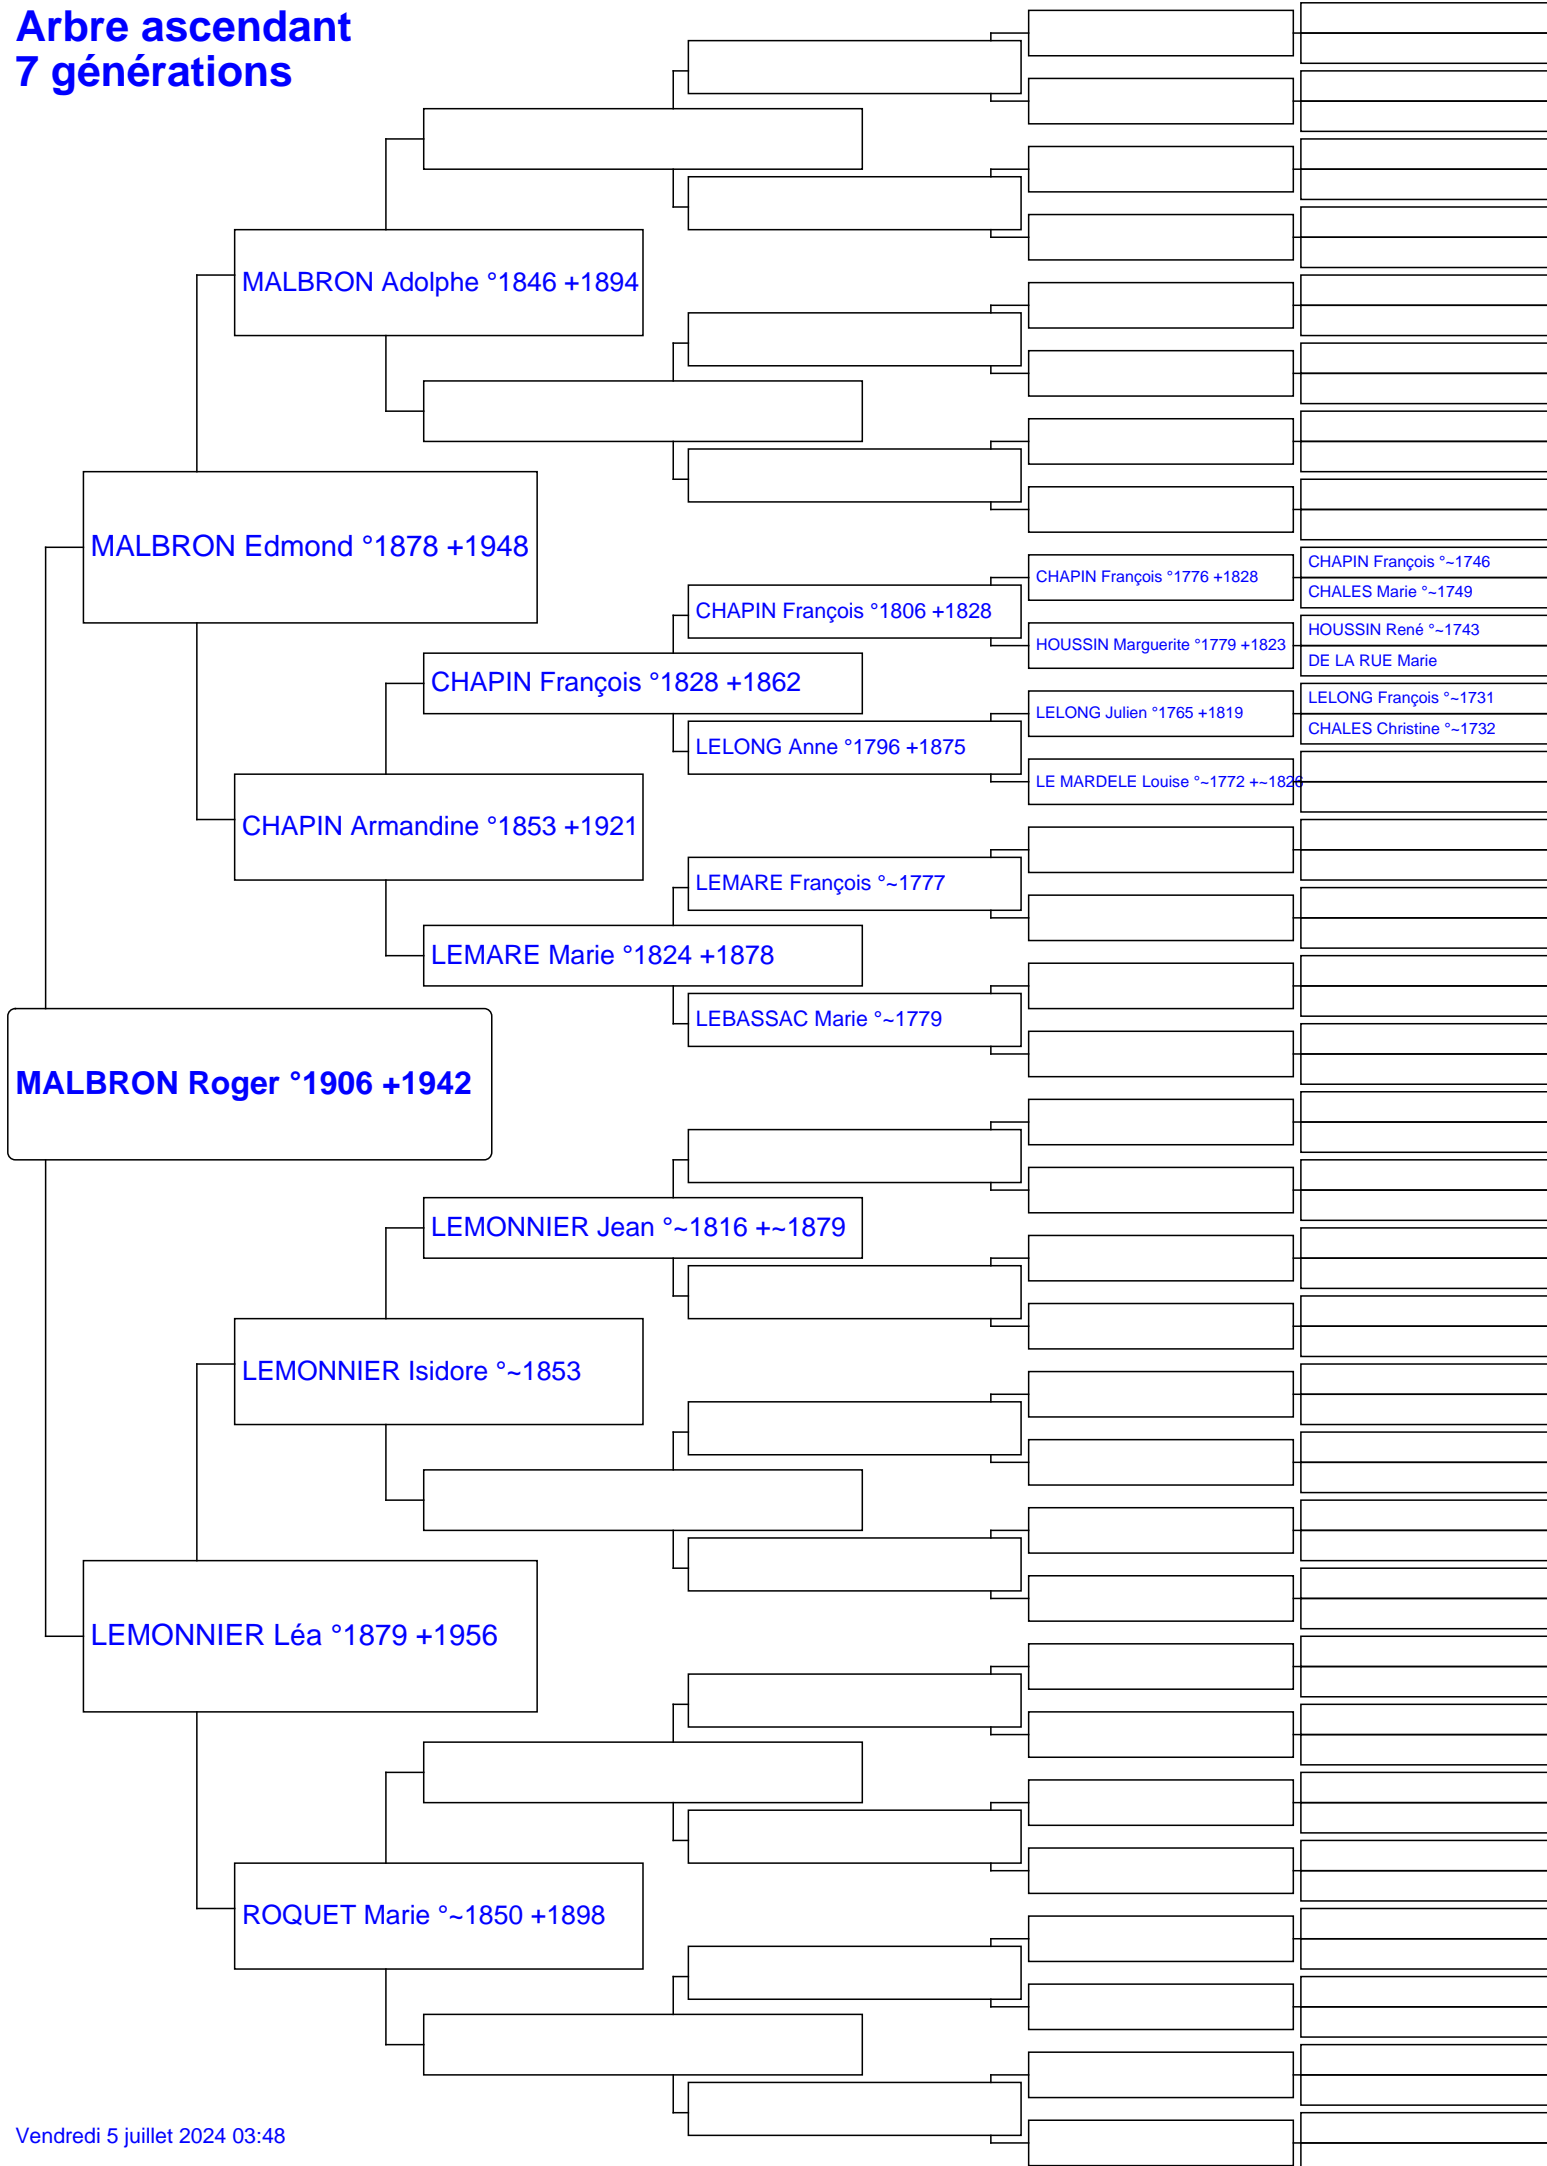 Arbre ascendant
7 générations
MALBRON Adolphe °1846 +1894
MALBRON Edmond °1878 +1948
CHAPIN François °1776 +1828
CHAPIN François °~1746
CHALES Marie °~1749
CHAPIN François °1806 +1828
HOUSSIN Marguerite °1779 +1823
HOUSSIN René °~1743
DE LA RUE Marie
CHAPIN François °1828 +1862
LELONG Julien °1765 +1819
LELONG François °~1731
CHALES Christine °~1732
LELONG Anne °1796 +1875
LE MARDELE Louise °~1772 +~1826
CHAPIN Armandine °1853 +1921
LEMARE François °~1777
LEMARE Marie °1824 +1878
LEBASSAC Marie °~1779
MALBRON Roger °1906 +1942
LEMONNIER Jean °~1816 +~1879
LEMONNIER Isidore °~1853
LEMONNIER Léa °1879 +1956
ROQUET Marie °~1850 +1898
Vendredi 5 juillet 2024 03:48